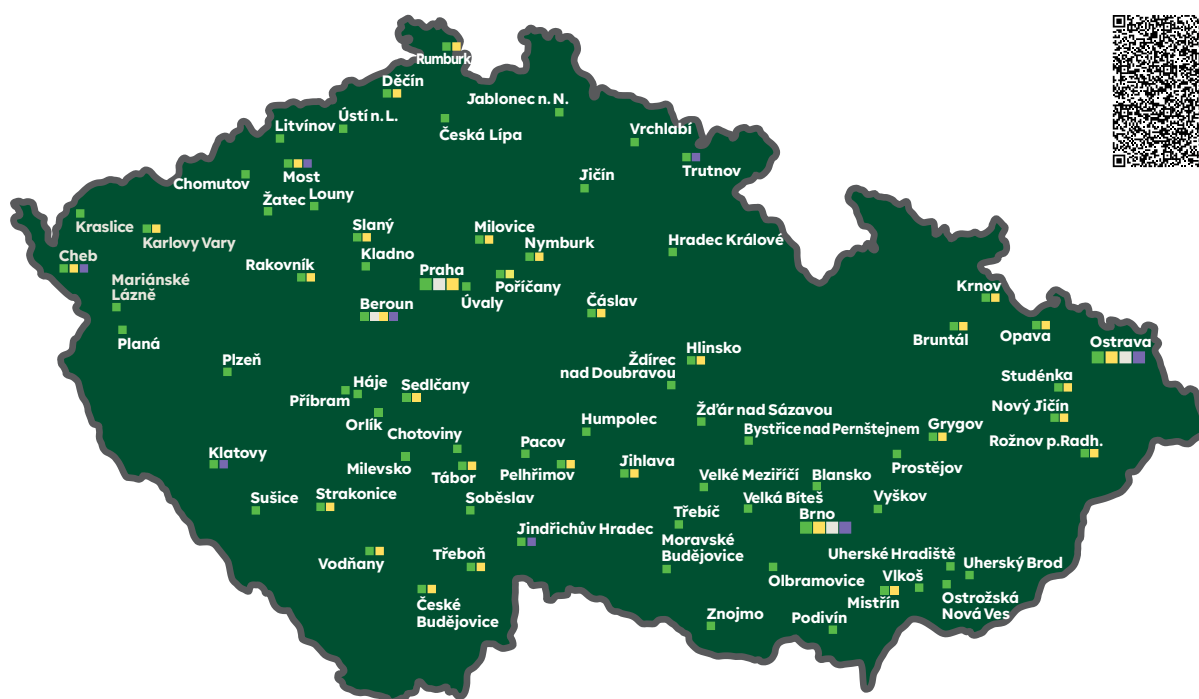 Rumburk
Děčín
Jablonec n. N.
Ústí n. L.
Litvínov
Česká Lípa
Vrchlabí
Most
Trutnov
Chomutov
Jičín
Žatec
Louny
Kraslice
Slaný
Milovice
Karlovy Vary
Nymburk
Hradec Králové
Cheb
Kladno
Rakovník
Praha
Poříčany
Mariánské
Lázně
Úvaly
Krnov
Beroun
Čáslav
Planá
Bruntál
Opava
Ostrava
Hlinsko
Plzeň
Ždírec
nad Doubravou
Studénka
Háje
Sedlčany
Příbram
Nový Jičín
Orlík
Humpolec
Žďár nad Sázavou
Grygov
Chotoviny
Bystřice nad Pernštejnem
Rožnov p.Radh.
Klatovy
Pacov
Milevsko
Jihlava
Prostějov
Tábor
Pelhřimov
Velké Meziříčí
Blansko
Sušice
Strakonice
Soběslav
Velká Bíteš
Vyškov
Třebíč
Brno
Jindřichův Hradec
Moravské
Budějovice
Vodňany
Třeboň
Uherské Hradiště
Uherský Brod
Olbramovice
Vlkoš
České
Budějovice
Mistřín
Ostrožská
Nová Ves
Znojmo
Podivín